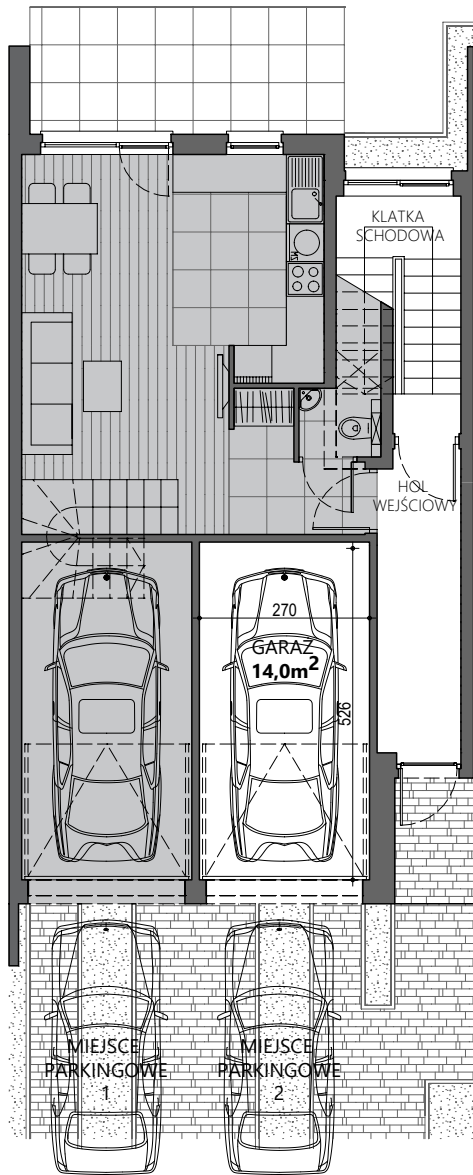 KLATKA
SCHODOWA
HOL
WEJŚCIOWY
270
GARAŻ
14,0m²
526
MIEJSCE
PARKINGOWE
1
MIEJSCE
PARKINGOWE
2